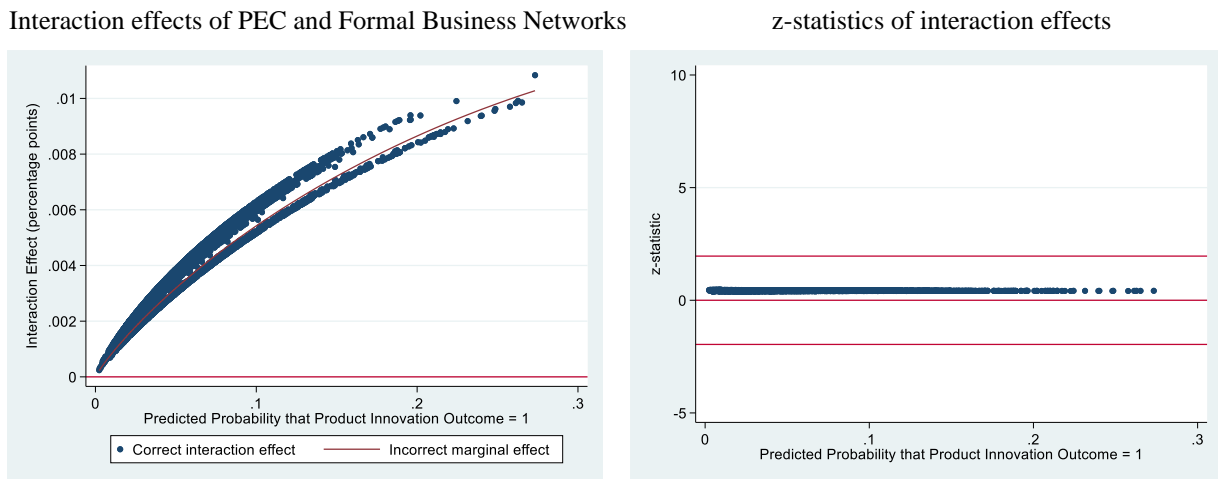 Interaction effects of PEC and Formal Business Networks
Interaction Effect (percentage points)
.01
.008
.006
.004
.002
0
0
.1
.2
.3
Predicted Probability that Product Innovation Outcome = 1
Correct interaction effect
Incorrect marginal effect
z-statistics of interaction effects
z-statistic
10
5
0
-5
0
.1
.2
.3
Predicted Probability that Product Innovation Outcome = 1